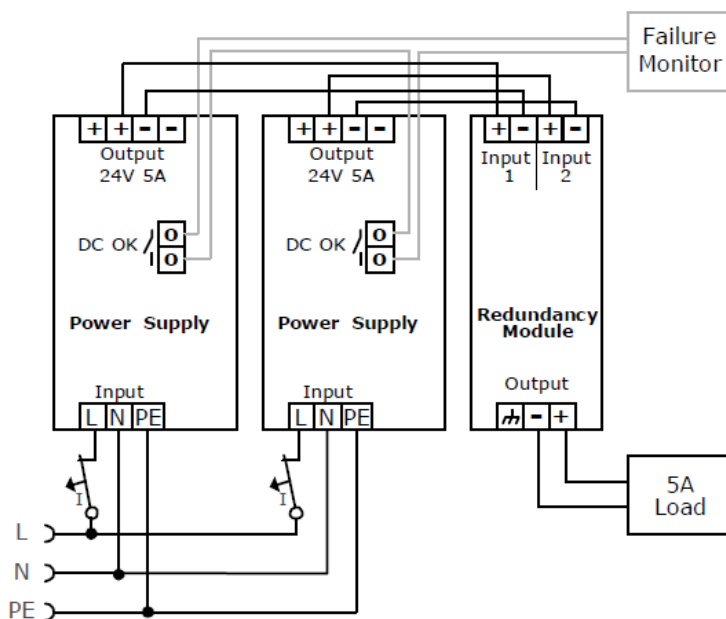 Failure
Monitor
+ + - -
Output
24V 5A
DC OK
O
O
Power Supply
Input
L N PE
I
+ + - -
Output
24V 5A
DC OK
O
O
Power Supply
Input
L N PE
I
+ - + -
Input
1
Input
2
Redundancy
Module
Output
- +
5A
Load
L
N
PE